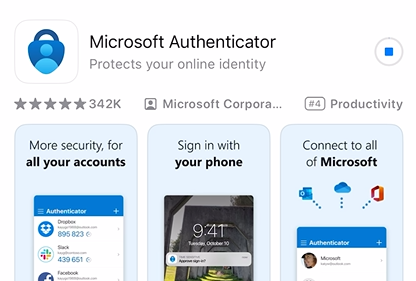 Microsoft Authenticator
Protects your online identity
342K
Microsoft Corpora...
#4
Productivity
More security, for
all your accounts
Authenticator
Dropbox
895 823
Slack
439 651
Facebook
Sign in with
your phone
9:41
Tuesday, October 10
Approve sign-in?
Connect to all
of Microsoft
Authenticator
Microsoft